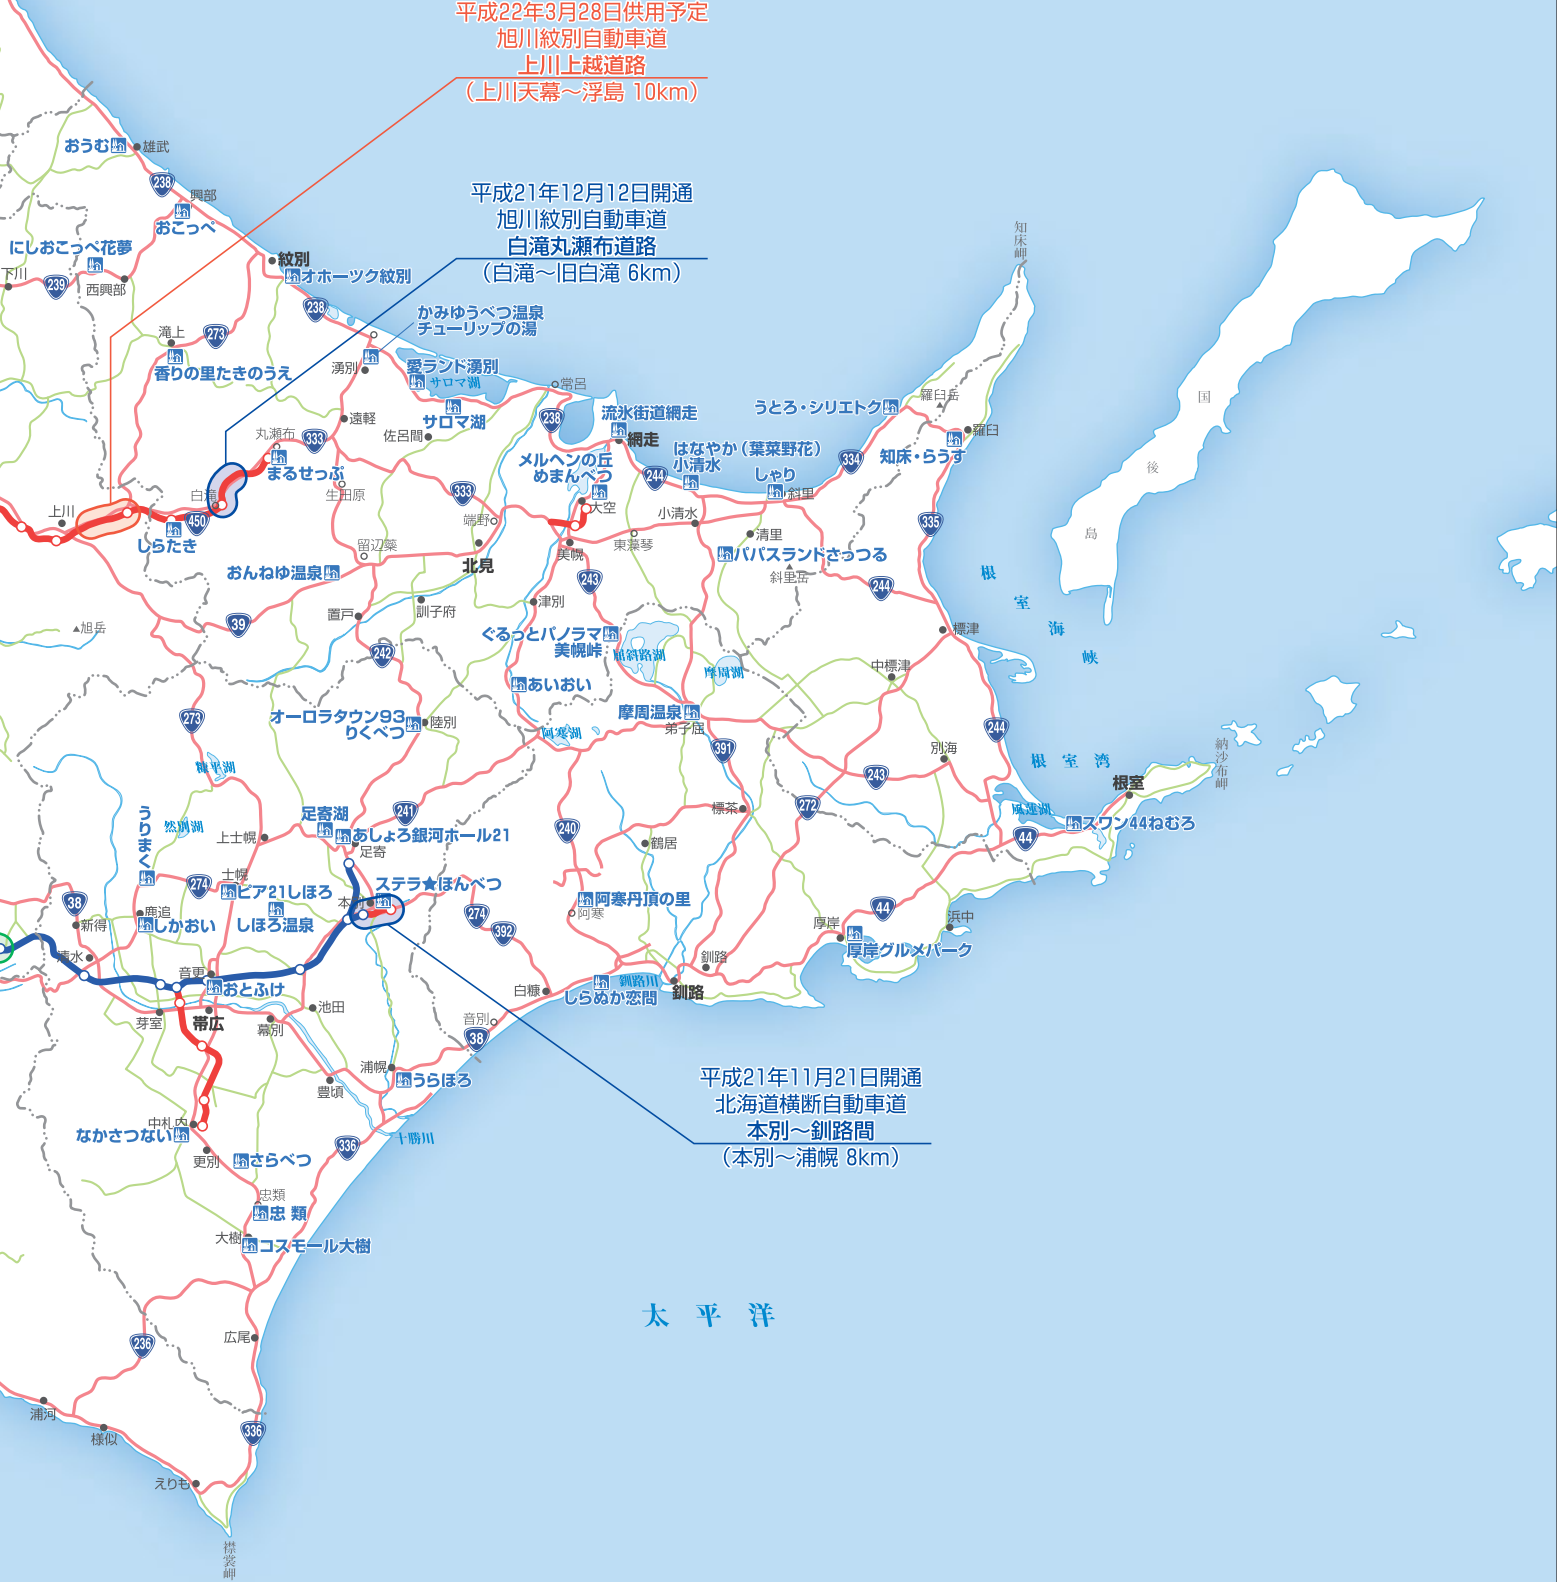 平成22年3月28日供用予定
旭川紋別自動車道
上川上越道路
（上川天幕～浮島 10km）
おうむ
雄武
238
興部
おこっぺ
平成21年12月12日開通
旭川紋別自動車道
白滝丸瀬布道路
（白滝～旧白滝 6km）
にしおこっぺ花夢
下川
239
西興部
紋別
オホーツク紋別
238
知床岬
かみゆうべつ温泉
チューリップの湯
滝上
273
香りの里たきのうえ
湧別
愛ランド湧別
サロマ湖
常呂
サロマ湖
遠軽
佐呂間
238
流氷街道網走
網走
うとろ・シリエトク
羅臼岳
羅臼
知床・らうす
国
後
島
丸瀬布
333
まるせっぷ
生田原
メルヘンの丘
めまんべつ
はなやか（葉菜野花）
小清水
244
しゃり
斜里
334
白滝
450
上川
しらたき
333
端野
大空
小清水
清里
335
留辺蘂
北見
美幌
東藻琴
パパスランドさっつる
斜里岳
おんねゆ温泉
243
244
根
室
海
峡
置戸
訓子府
津別
旭岳
39
242
ぐるっとパノラマ
美幌峠
屈斜路湖
摩周湖
標津
中標津
あいおい
273
オーロラタウン93
りくべつ
陸別
摩周温泉
弟子屈
阿寒湖
391
244
別海
243
根 室 湾
納沙布岬
根室
糠平湖
うりまく
然別湖
上士幌
足寄湖
あしょろ銀河ホール21
足寄
241
240
鶴居
標茶
272
風蓮湖
スワン44ねむろ
44
38
274
士幌
ピア21しほろ
しほろ温泉
ステラ★ほんべつ
本別
274
392
阿寒丹頂の里
阿寒
44
浜中
厚岸
厚岸グルメパーク
鹿追
しかおい
新得
清水
音更
おとふけ
白糠
しらぬか恋問
釧路川
釧路
釧路
芽室
帯広
幕別
池田
音別
38
浦幌
うらほろ
豊頃
平成21年11月21日開通
北海道横断自動車道
本別～釧路間
（本別～浦幌 8km）
中札内
なかさつない
更別
さらべつ
336
十勝川
忠類
忠 類
大樹
コスモール大樹
太 平 洋
236
広尾
浦河
様似
336
えりも
襟裳岬